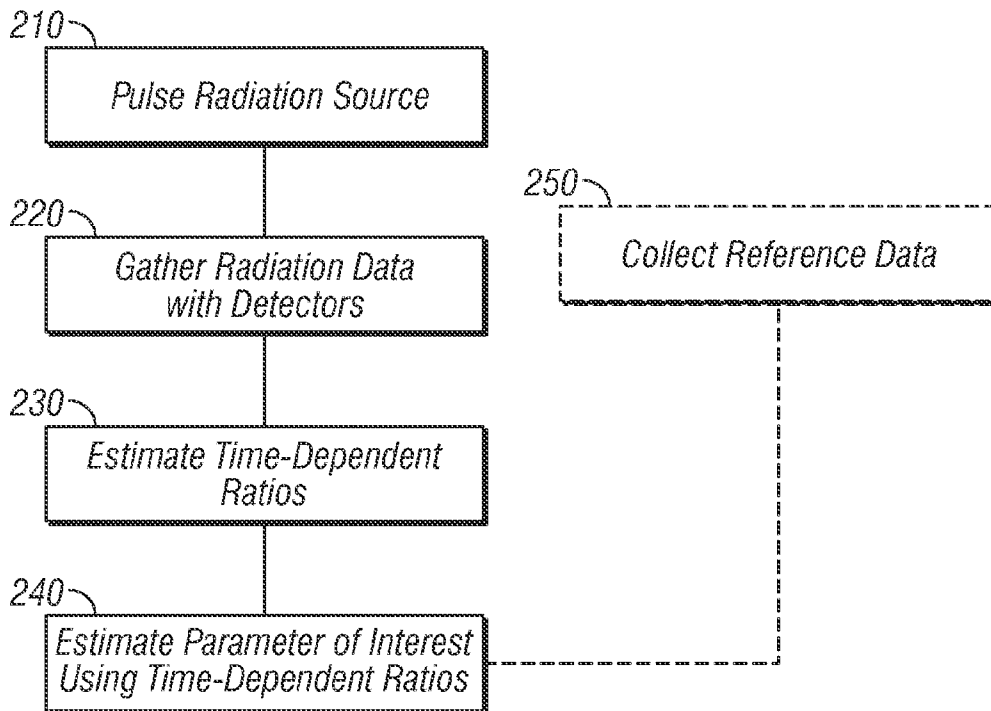 210
Pulse Radiation Source
220
Gather Radiation Data
with Detectors
250
Collect Reference Data
230
Estimate Time-Dependent
Ratios
240
Estimate Parameter of Interest
Using Time-Dependent Ratios